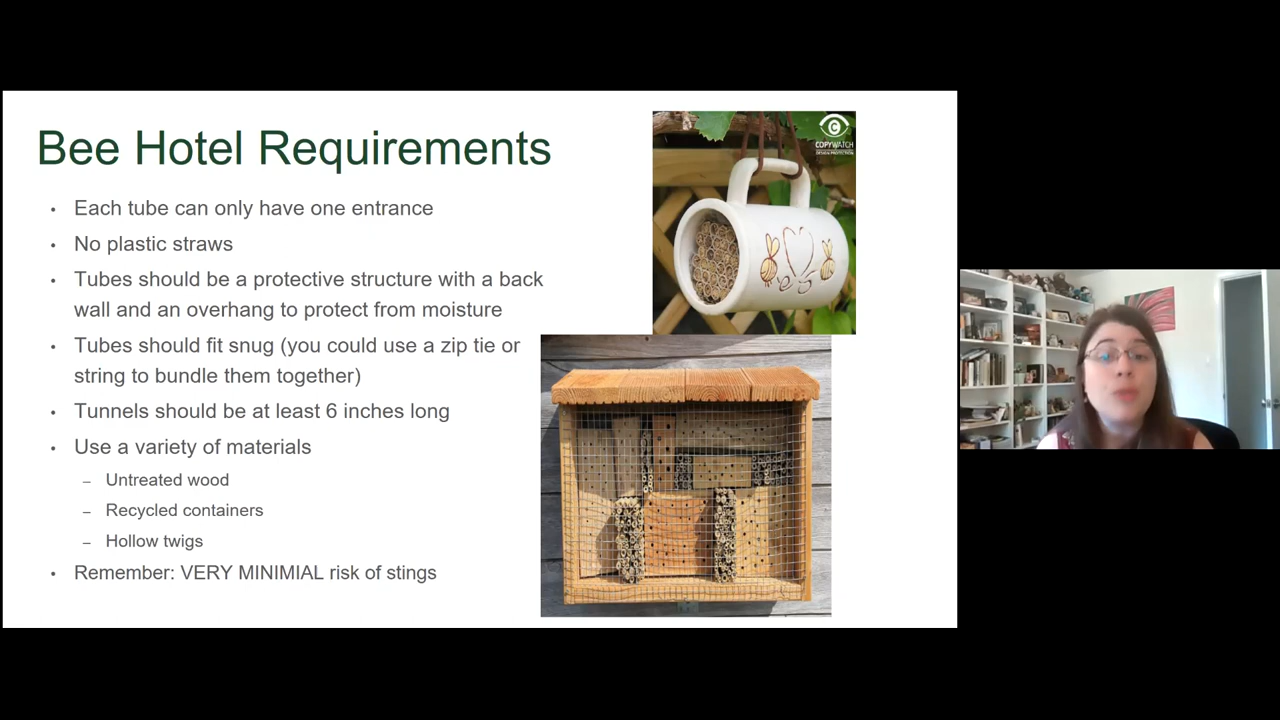 Bee Hotel Requirements
• Each tube can only have one entrance
• No plastic straws
• Tubes should be a protective structure with a back
wall and an overhang to protect from moisture
• Tubes should fit snug (you could use a zip tie or
string to bundle them together)
• Tunnels should be at least 6 inches long
• Use a variety of materials
– Untreated wood
– Recycled containers
– Hollow twigs
• Remember: VERY MINIMIAL risk of stings
COPYWATCH
DESIGN PROTECTION